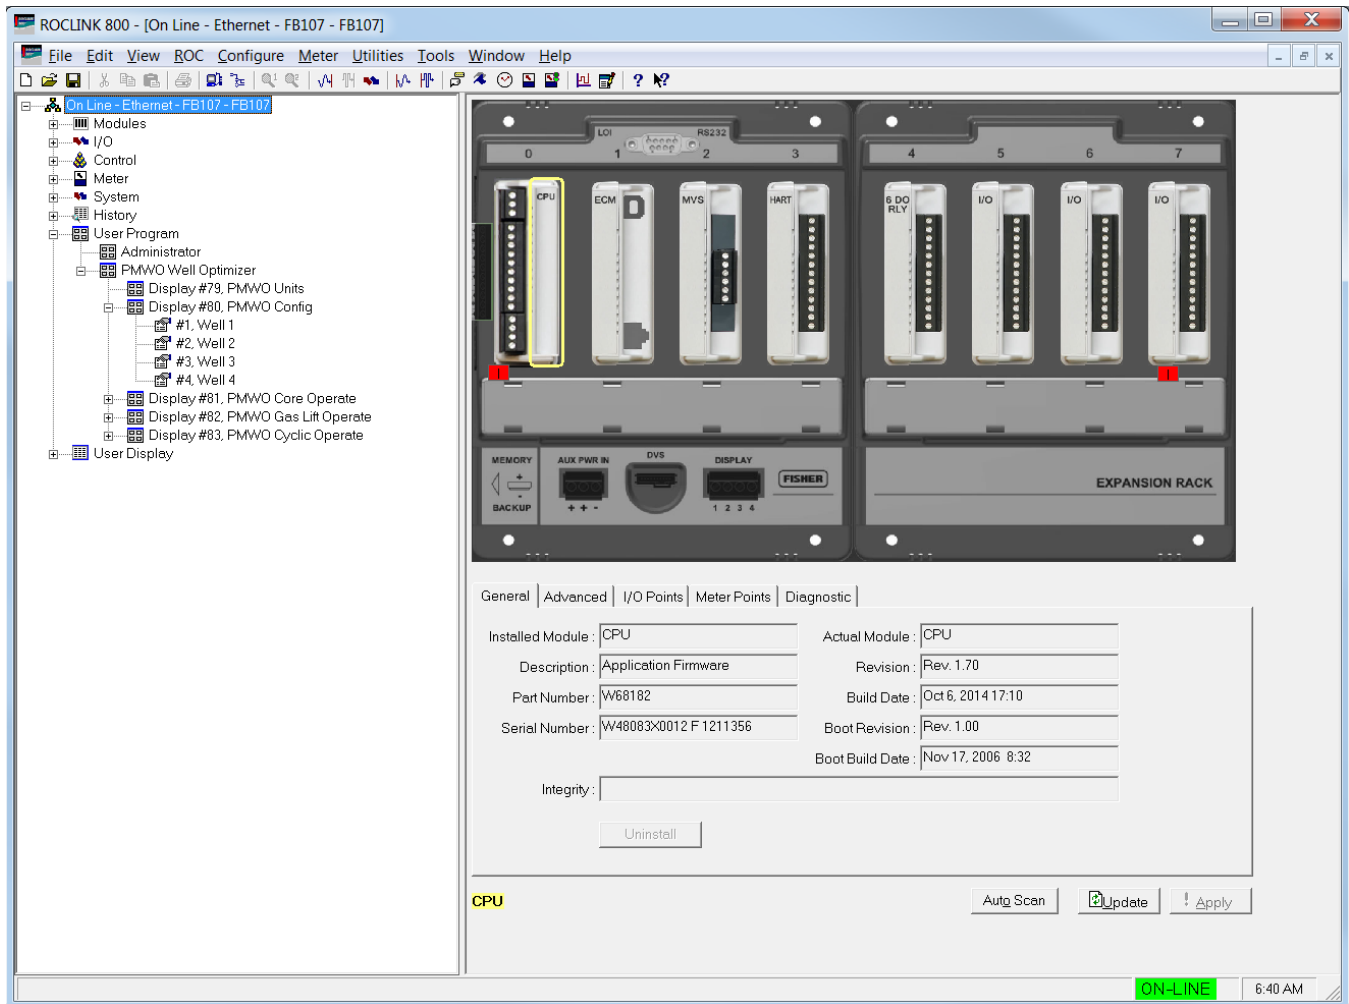 ROCLINK 800 - [On Line - Ethernet - FB107 - FB107]
File Edit View ROC Configure Meter Utilities Tools Window Help
On Line - Ethernet - FB107 - FB107
Modules
I/O
Control
Meter
System
History
User Program
Administrator
PMWO Well Optimizer
Display #79, PMWO Units
Display #80, PMWO Config
#1, Well 1
#2, Well 2
#3, Well 3
#4, Well 4
Display #81, PMWO Core Operate
Display #82, PMWO Gas Lift Operate
Display #83, PMWO Cyclic Operate
User Display
LOI RS232
0 1 2 3 4 5 6 7
CPU ECM D MVS HART 6 DO RLY I/O I/O I/O
I I
MEMORY
BACKUP
+
-
AUX PWR IN
+ + -
DVS
DISPLAY
1 2 3 4
FISHER
EXPANSION RACK
General Advanced I/O Points Meter Points Diagnostic
Installed Module : CPU Actual Module : CPU
Description : Application Firmware Revision : Rev. 1.70
Part Number : W68182 Build Date : Oct 6, 2014 17:10
Serial Number : W48083X0012 F 1211356 Boot Revision : Rev. 1.00
Boot Build Date : Nov 17, 2006 8:32
Integrity :
Uninstall
CPU Auto Scan Update ! Apply
ON-LINE 6:40 AM